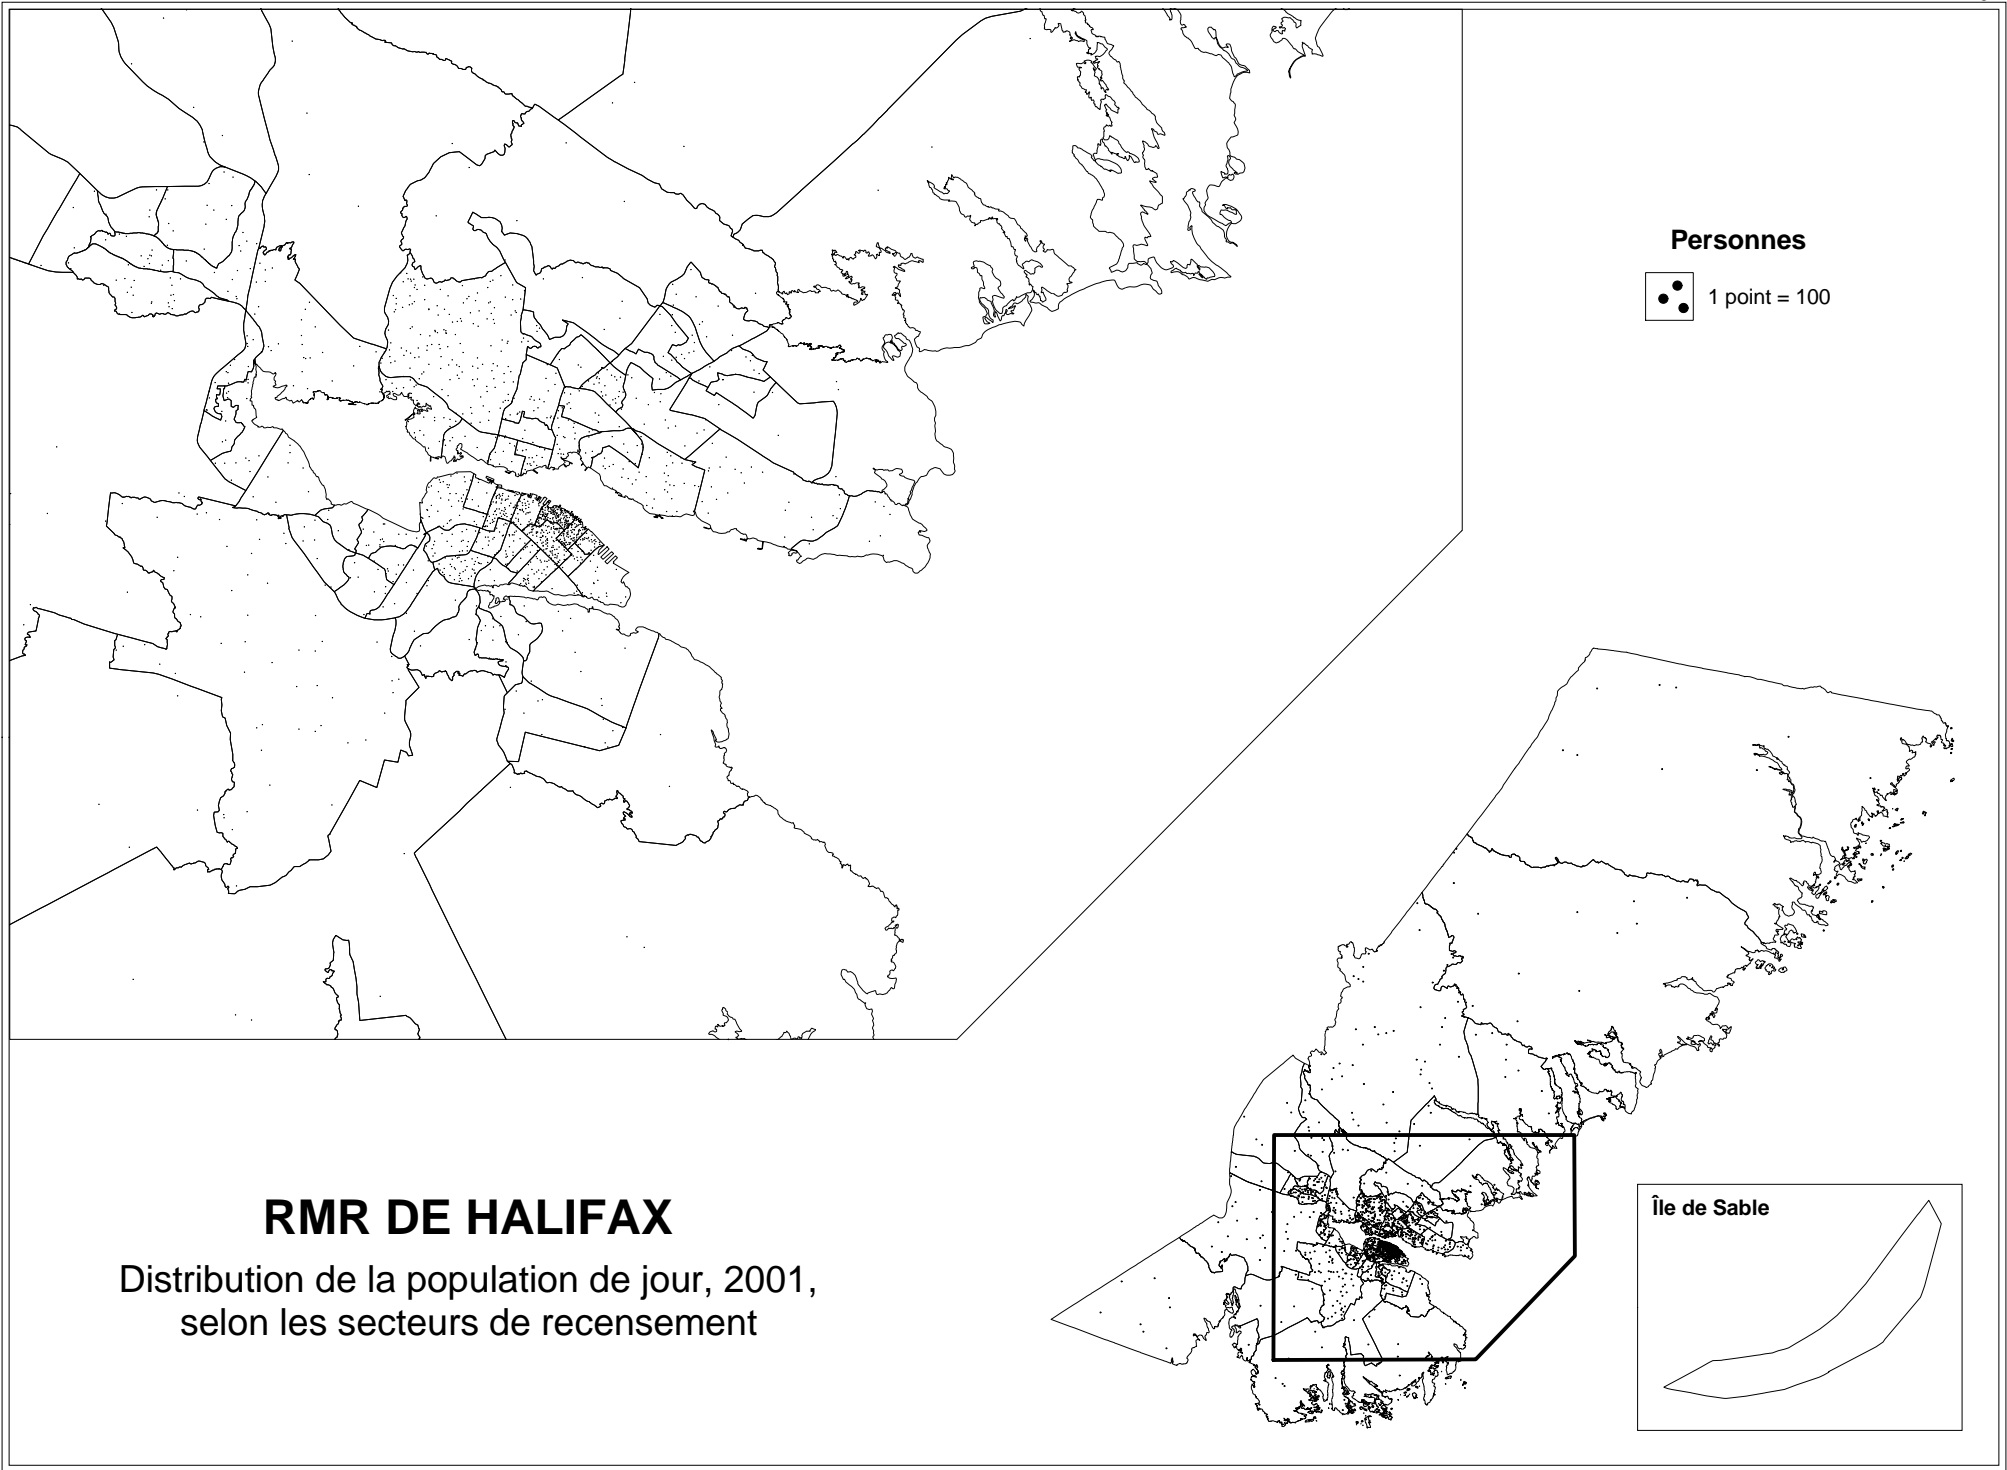 Personnes
1 point = 100
RMR DE HALIFAX
Distribution de la population de jour, 2001,
selon les secteurs de recensement
Île de Sable